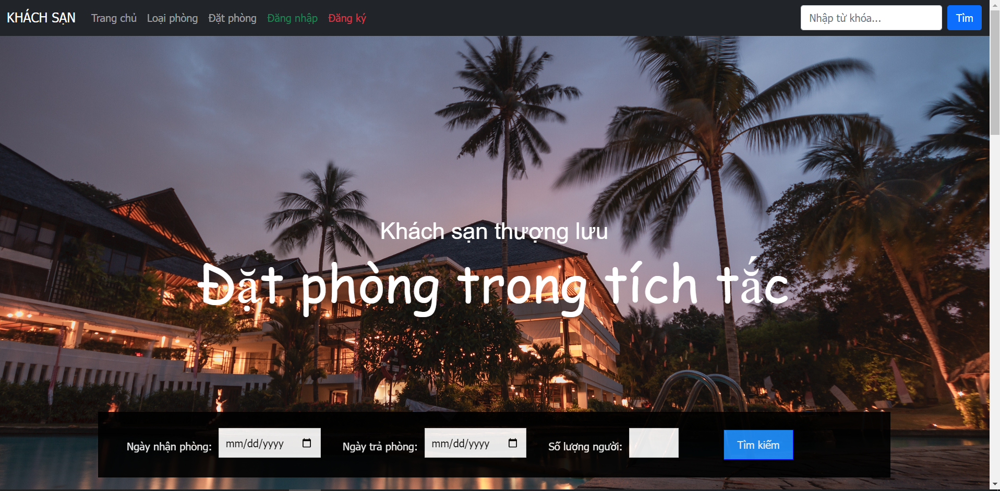 KHÁCH SẠN Trang chủ Loại phòng Đặt phòng Đăng nhập Đăng ký Nhập từ khóa... Tìm
Khách sạn thượng lưu
Đặt phòng trong tích tắc
Ngày nhận phòng: mm/dd/yyyy Ngày trả phòng: mm/dd/yyyy Số lượng người: Tìm kiếm